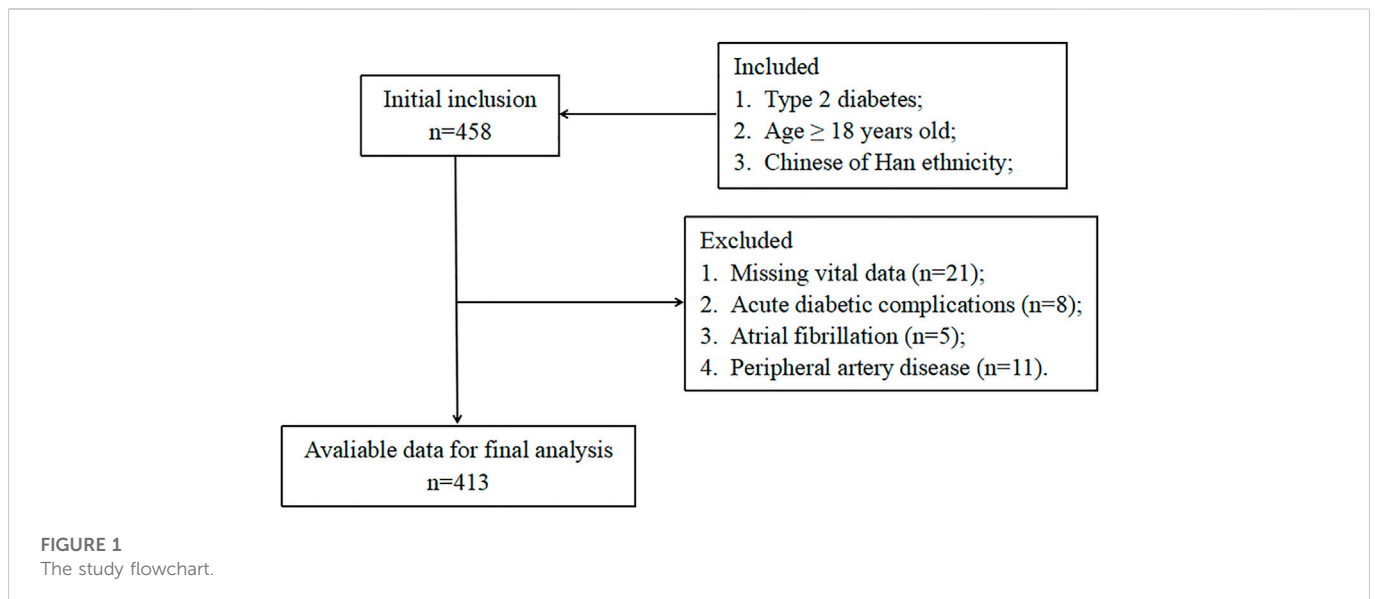 Initial inclusion
n=458
Included
1. Type 2 diabetes;
2. Age ≥ 18 years old;
3. Chinese of Han ethnicity;
Excluded
1. Missing vital data (n=21);
2. Acute diabetic complications (n=8);
3. Atrial fibrillation (n=5);
4. Peripheral artery disease (n=11).
Avaliable data for final analysis
n=413
FIGURE 1
The study flowchart.